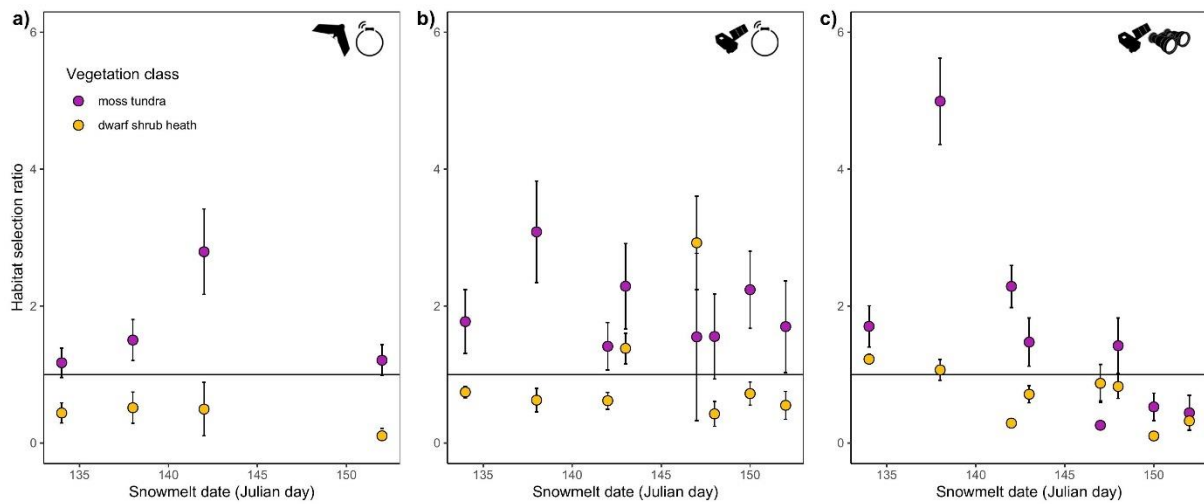 a)
b)
c)
Habitat selection ratio
Vegetation class
moss tundra
dwarf shrub heath
6
4
2
0
135
140
145
150
Snowmelt date (Julian day)
6
4
2
0
135
140
145
150
Snowmelt date (Julian day)
6
4
2
0
135
140
145
150
Snowmelt date (Julian day)